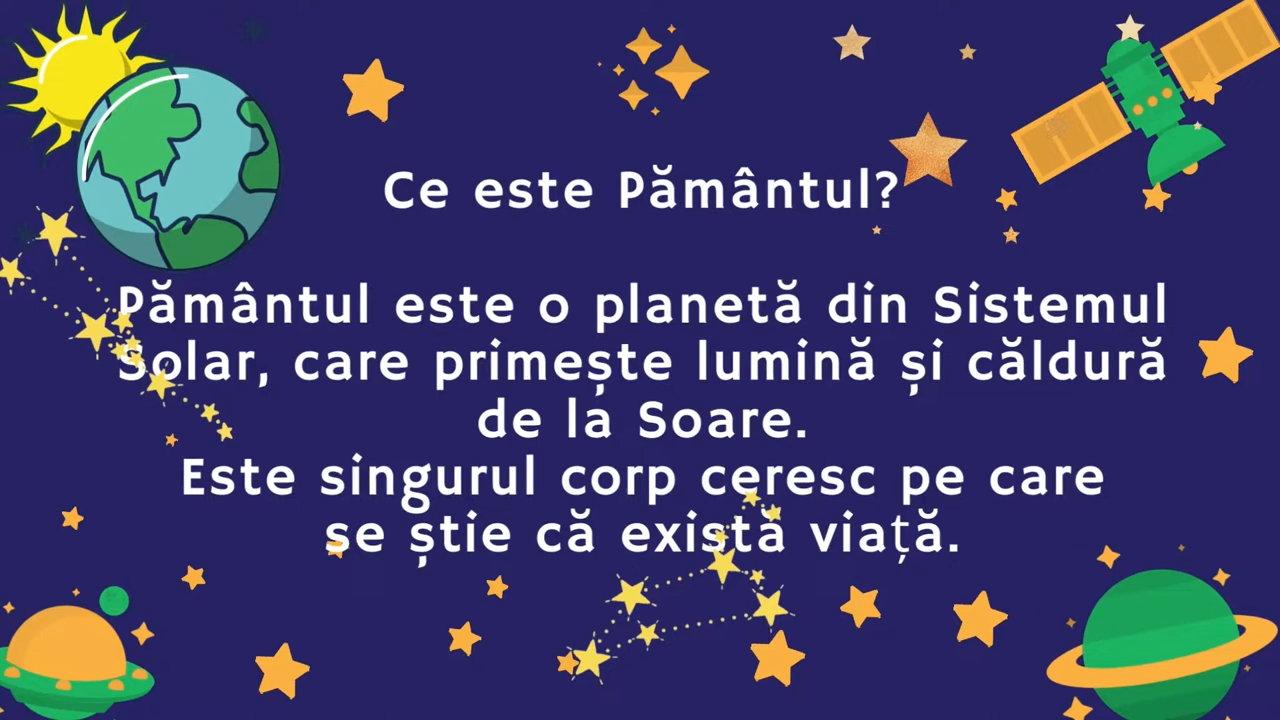 Ce este Pământul?
Pământul este o planetă din Sistemul
Solar, care primește lumină și căldură
de la Soare.
Este singurul corp ceresc pe care
se știe că există viață.